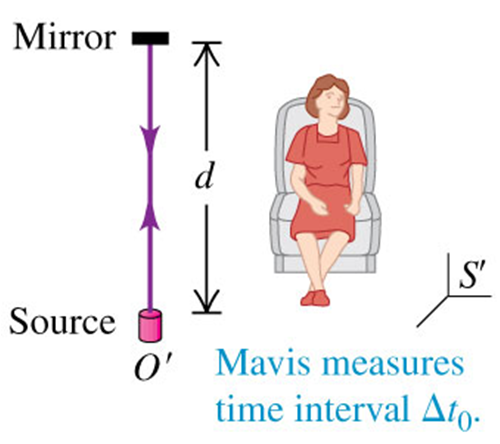 Mirror
d
S′
Source
O′
Mavis measures
time interval Δt₀.